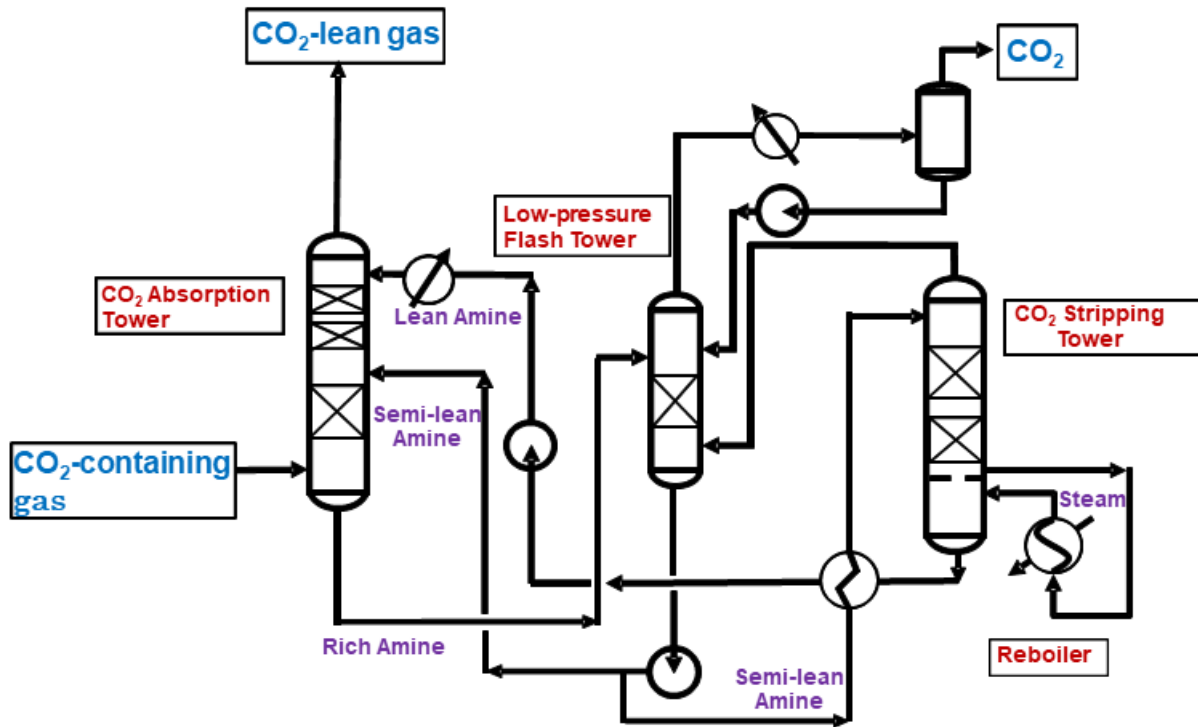 CO₂-lean gas
CO₂
Low-pressure
Flash Tower
CO₂ Absorption
Tower
Lean Amine
CO₂ Stripping
Tower
Semi-lean
Amine
CO₂-containing
gas
Steam
Rich Amine
Reboiler
Semi-lean
Amine